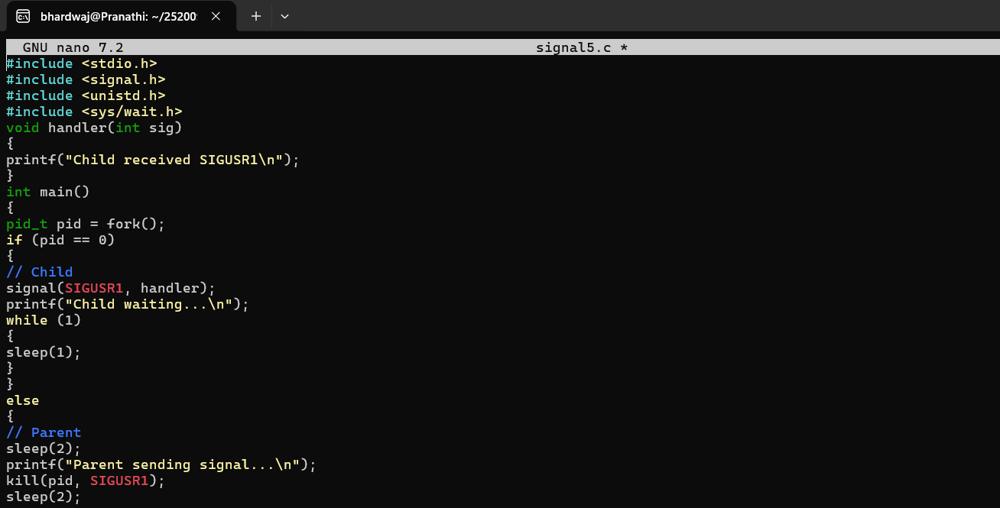 bhardwaj@Pranathi: ~/25200
GNU nano 7.2 signal5.c *
#include <stdio.h>
#include <signal.h>
#include <unistd.h>
#include <sys/wait.h>
void handler(int sig)
{
printf("Child received SIGUSR1\n");
}
int main()
{
pid_t pid = fork();
if (pid == 0)
{
// Child
signal(SIGUSR1, handler);
printf("Child waiting...\n");
while (1)
{
sleep(1);
}
}
else
{
// Parent
sleep(2);
printf("Parent sending signal...\n");
kill(pid, SIGUSR1);
sleep(2);